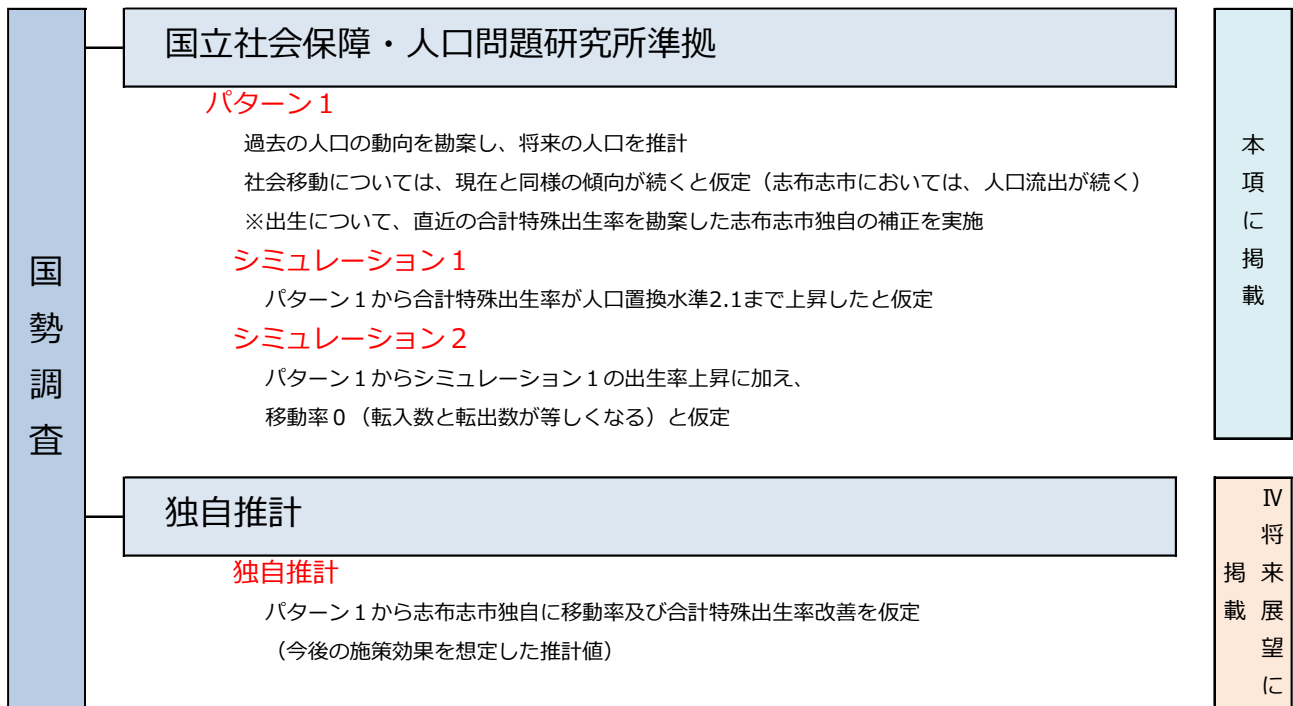 国勢調査
国立社会保障・人口問題研究所準拠
パターン１
過去の人口の動向を勘案し、将来の人口を推計
社会移動については、現在と同様の傾向が続くと仮定（志布志市においては、人口流出が続く）
※出生について、直近の合計特殊出生率を勘案した志布志市独自の補正を実施
シミュレーション１
パターン１から合計特殊出生率が人口置換水準2.1まで上昇したと仮定
シミュレーション２
パターン１からシミュレーション１の出生率上昇に加え、
移動率０（転入数と転出数が等しくなる）と仮定
本項に掲載
独自推計
独自推計
パターン１から志布志市独自に移動率及び合計特殊出生率改善を仮定
（今後の施策効果を想定した推計値）
Ⅳ将来展望に
掲載